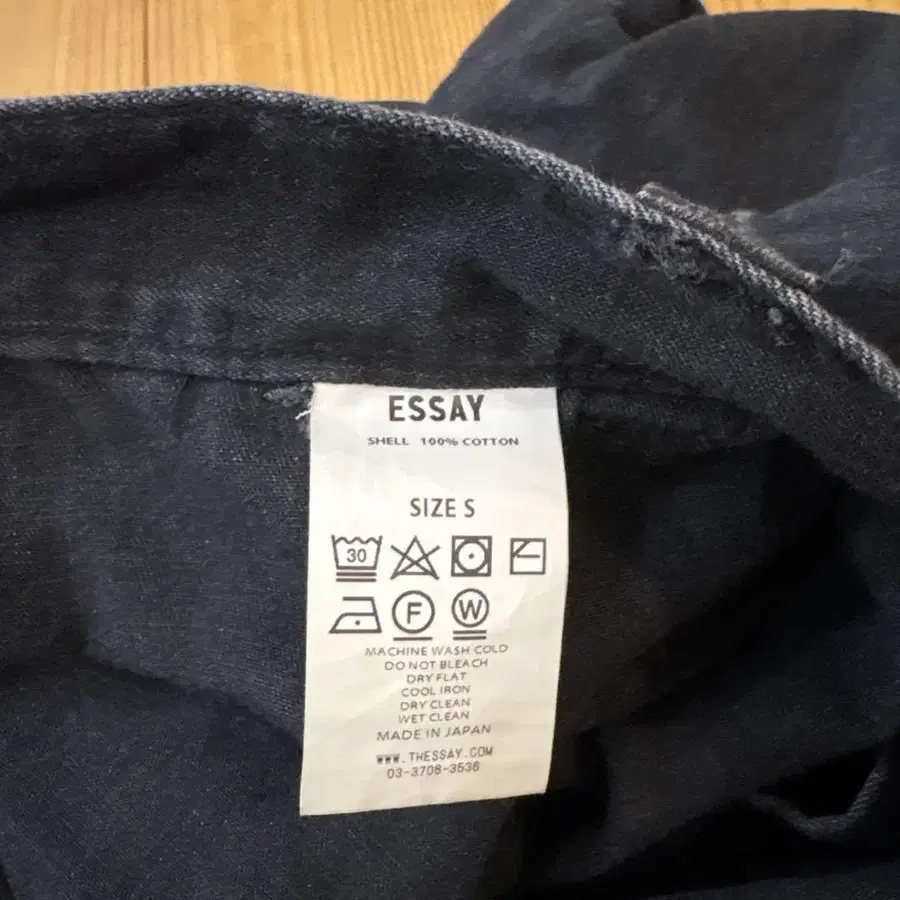 ESSAY
SHELL 100% COTTON
SIZE S
30
F W
MACHINE WASH COLD
DO NOT BLEACH
DRY FLAT
COOL IRON
DRY CLEAN
WET CLEAN
MADE IN JAPAN
WWW.THESSAY.COM
03-3706-3536